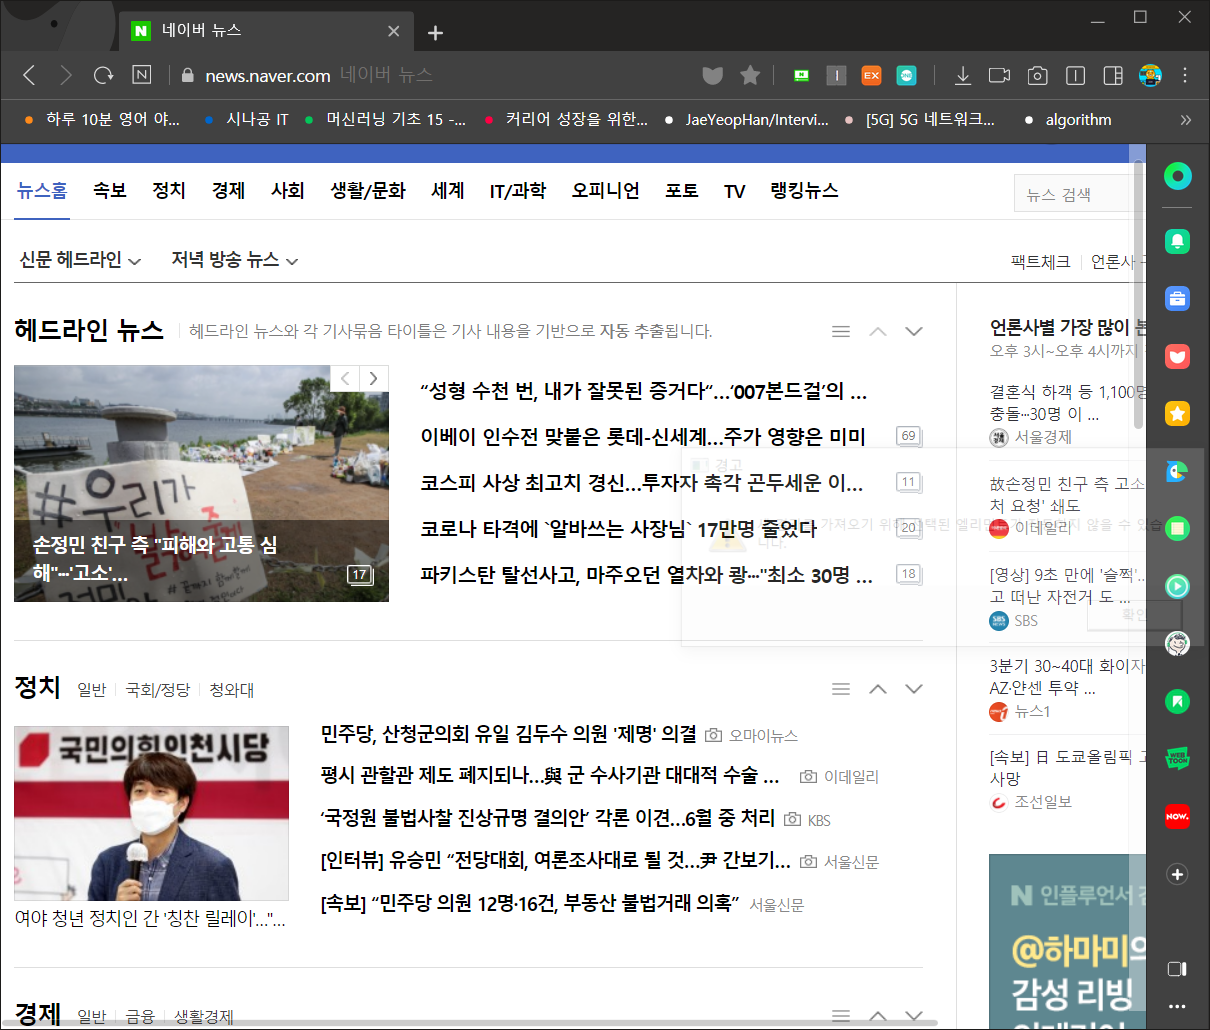 네이버 뉴스
news.naver.com 네이버 뉴스
EX
하루 10분 영어 야...
시나공 IT
머신러닝 기초 15 -...
커리어 성장을 위한...
JaeYeopHan/Intervi...
[5G] 5G 네트워크...
algorithm
뉴스홈 속보 정치 경제 사회 생활/문화 세계 IT/과학 오피니언 포토 TV 랭킹뉴스
뉴스 검색
신문 헤드라인 저녁 방송 뉴스
팩트체크 언론사
헤드라인 뉴스 헤드라인 뉴스와 각 기사묶음 타이틀은 기사 내용을 기반으로 자동 추출됩니다.
#우리가
손정민 친구 측 "피해와 고통 심
해"…'고소'...
17
“성형 수천 번, 내가 잘못된 증거다“…‘007본드걸’의 ...
이베이 인수전 맞붙은 롯데-신세계…주가 영향은 미미 69
코스피 사상 최고치 경신…투자자 촉각 곤두세운 이... 11
코로나 타격에 `알바쓰는 사장님` 17만명 줄었다 20
파키스탄 탈선사고, 마주오던 열차와 쾅…"최소 30명 ... 18
경고
가져오기 위해
않을 수 있습
니다.
확인
언론사별 가장 많이 본
오후 3시~오후 4시까지
결혼식 하객 등 1,100명
충돌…30명 이 ...
서울경제
故손정민 친구 측 고소
처 요청' 쇄도
이데일리
[영상] 9초 만에 '슬쩍'..
고 떠난 자전거 도 ...
SBS
3분기 30~40대 화이자
AZ·얀센 투약 ...
뉴스1
[속보] 日 도쿄올림픽 고
사망
조선일보
정치 일반 국회/정당 청와대
국민의힘인천시당
여야 청년 정치인 간 '칭찬 릴레이'…"...
민주당, 산청군의회 유일 김두수 의원 '제명' 의결 오마이뉴스
평시 관할관 제도 폐지되나…與 군 수사기관 대대적 수술 ... 이데일리
‘국정원 불법사찰 진상규명 결의안’ 각론 이견…6월 중 처리 KBS
[인터뷰] 유승민 “전당대회, 여론조사대로 될 것…尹 간보기... 서울신문
[속보] “민주당 의원 12명·16건, 부동산 불법거래 의혹” 서울신문
N 인플루언서
@하마미의
감성 리빙
경제 일반 금융 생활경제
WEB
TOON
NOW.